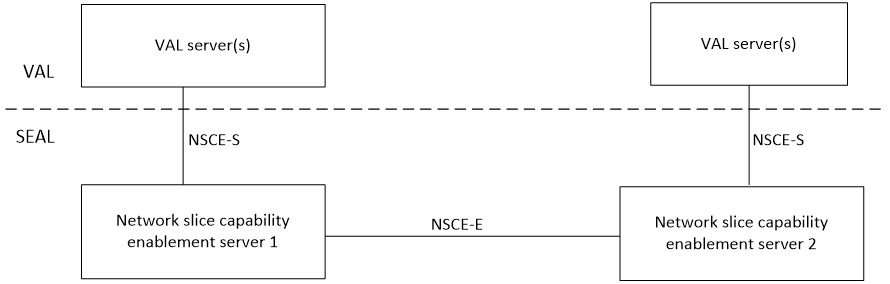 VAL server(s)
VAL server(s)
VAL
SEAL
NSCE-S
NSCE-S
Network slice capability
enablement server 1
NSCE-E
Network slice capability
enablement server 2